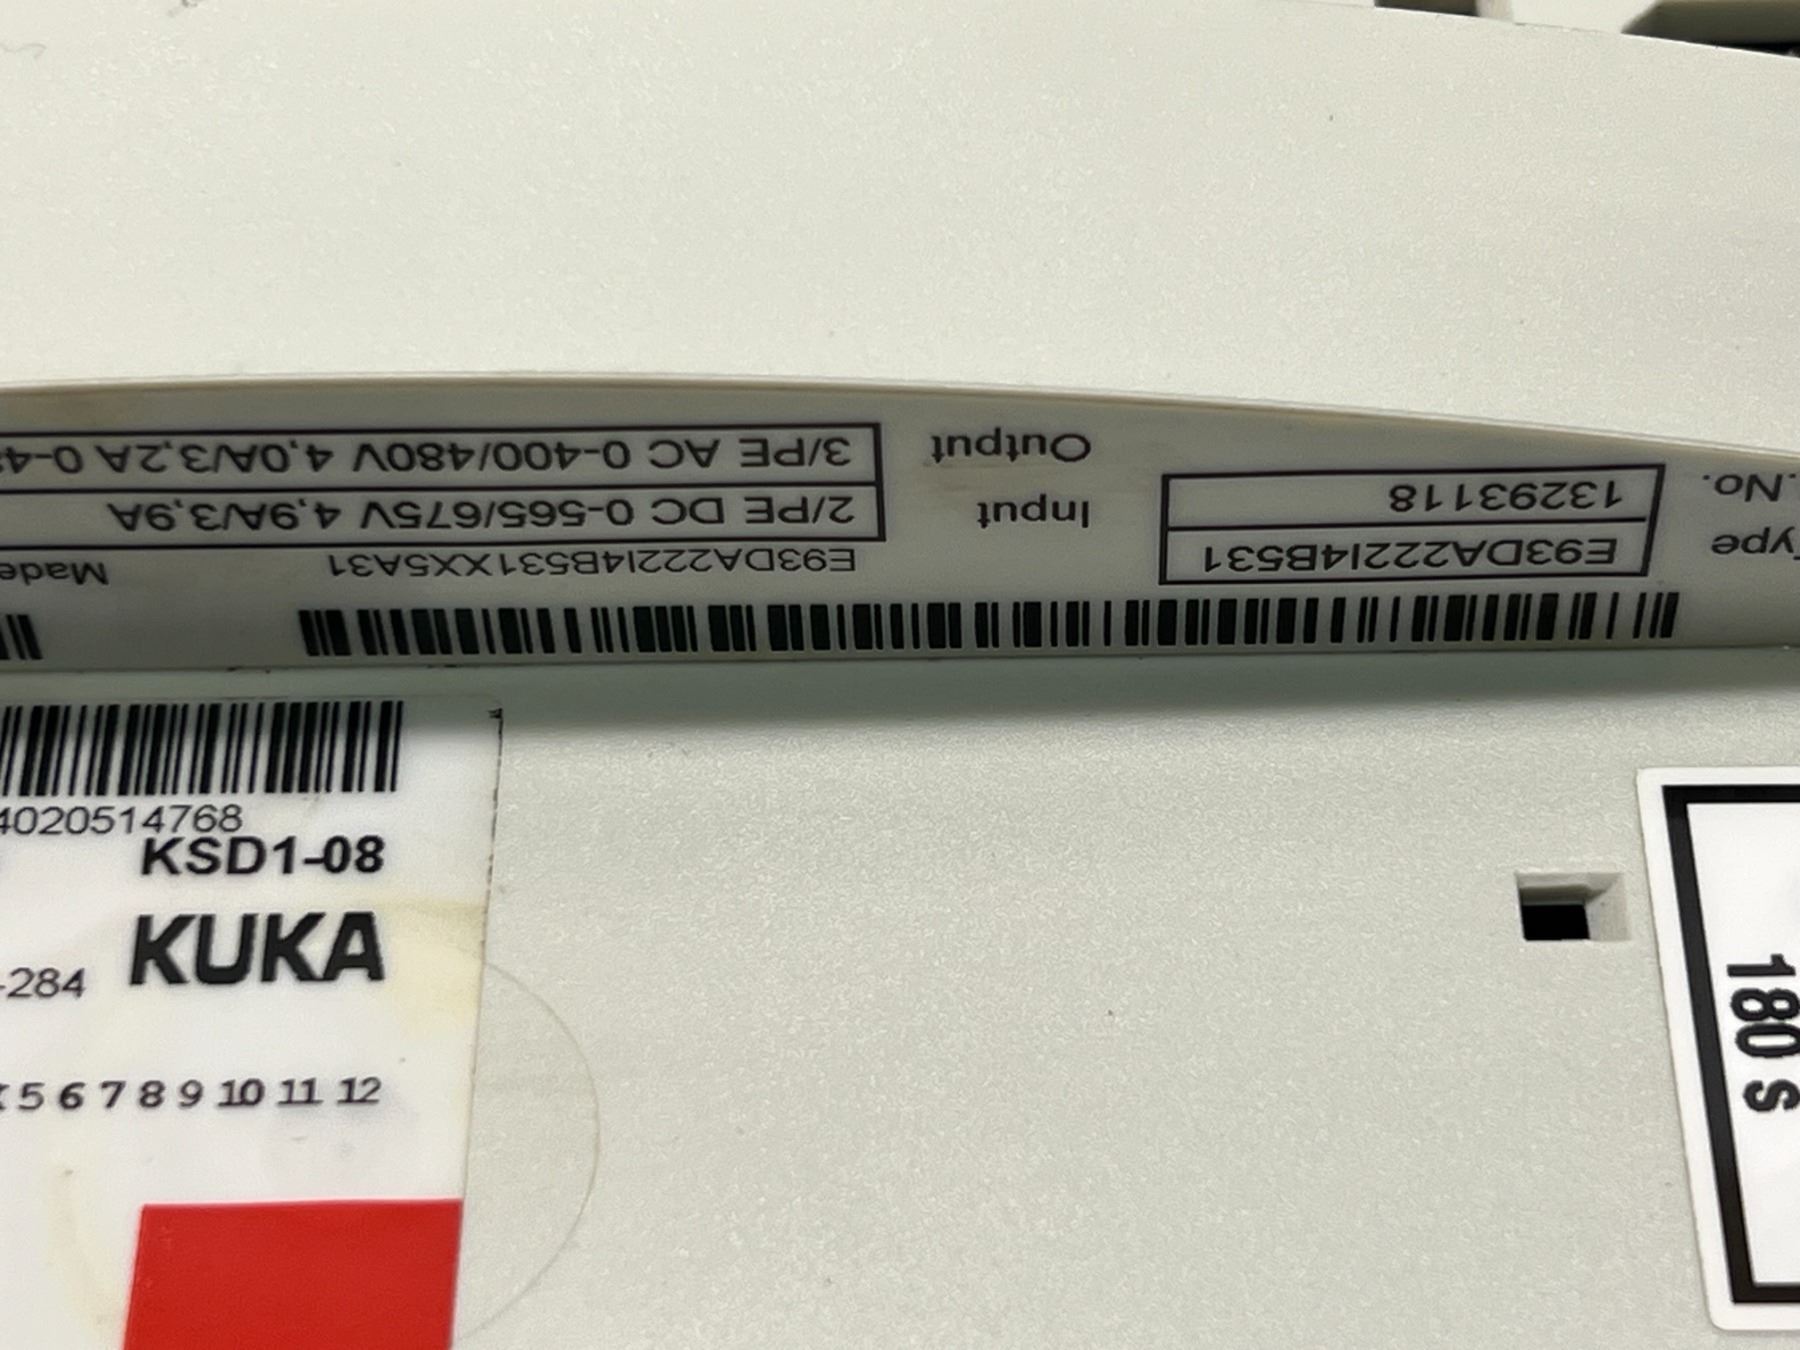 Type E93DA222I4B531
.No. 13293118
Input 2/PE DC 0-565/675V 4,9A/3,9A
Output 3/PE AC 0-400/480V 4,0A/3,2A 0-4
E93DA222I4B531XX5A31
Made
4020514768
KSD1-08
-284 KUKA
5 6 7 8 9 10 11 12
180 s